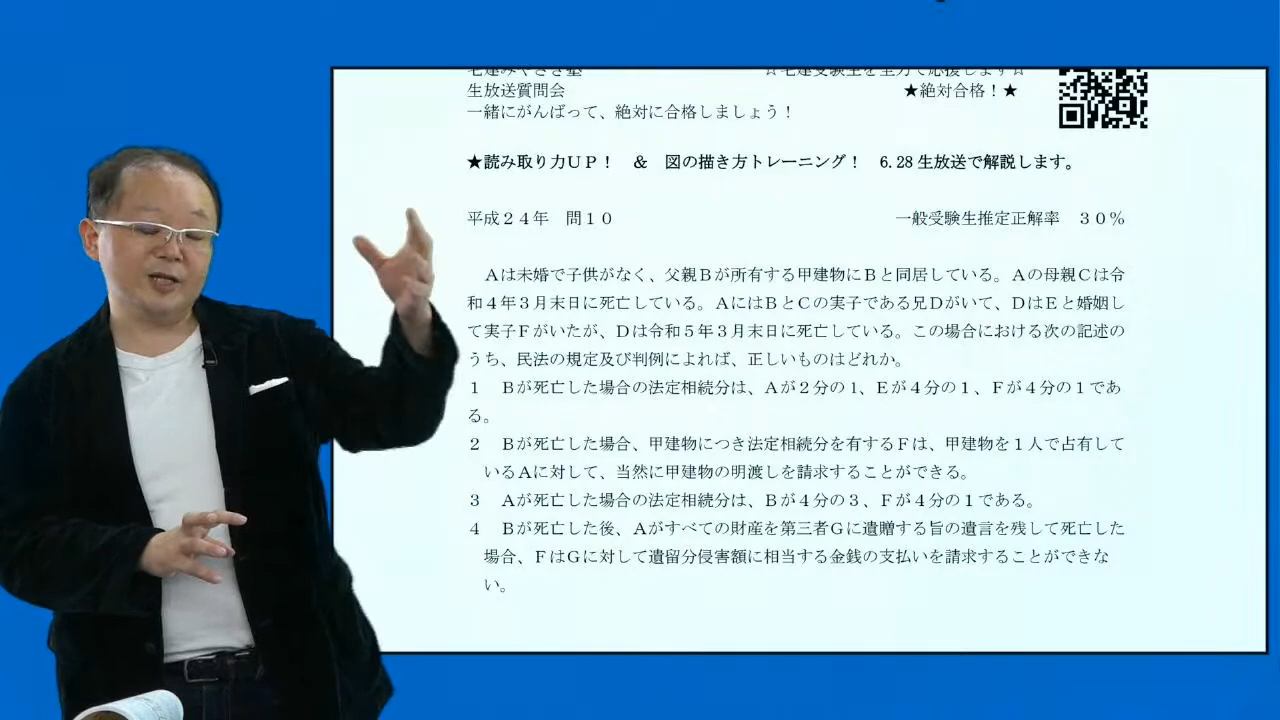 宅建みやざき塾　☆宅建受験生を全力で応援します☆
生放送質問会　★絶対合格！★
一緒にがんばって、絶対に合格しましょう！
★読み取り力ＵＰ！　＆　図の描き方トレーニング！　6.28 生放送で解説します。
平成２４年　問１０　一般受験生推定正解率　３０％
Ａは未婚で子供がなく、父親Ｂが所有する甲建物にＢと同居している。Ａの母親Ｃは令
和４年３月末日に死亡している。ＡにはＢとＣの実子である兄Ｄがいて、ＤはＥと婚姻し
て実子Ｆがいたが、Ｄは令和５年３月末日に死亡している。この場合における次の記述の
うち、民法の規定及び判例によれば、正しいものはどれか。
１　Ｂが死亡した場合の法定相続分は、Ａが２分の１、Ｅが４分の１、Ｆが４分の１であ
る。
２　Ｂが死亡した場合、甲建物につき法定相続分を有するＦは、甲建物を１人で占有して
いるＡに対して、当然に甲建物の明渡しを請求することができる。
３　Ａが死亡した場合の法定相続分は、Ｂが４分の３、Ｆが４分の１である。
４　Ｂが死亡した後、Ａがすべての財産を第三者Ｇに遺贈する旨の遺言を残して死亡した
場合、ＦはＧに対して遺留分侵害額に相当する金銭の支払いを請求することができな
い。